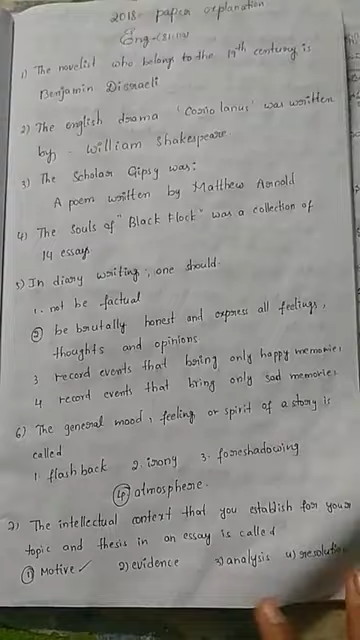 2018 paper explanation
Eng-
1) The novelist who belongs to the 19th century is
Benjamin Disraeli
2) The english drama 'Corio lanus' was written
by - William Shakespeare
3) The Scholar Gipsy was:
A poem written by Matthew Arnold
4) The Souls of "Black Flock" was a collection of
14 essays
5) In diary writing, one should.
1. not be factual
2 be brutally honest and express all feelings,
thoughts and opinions
3 record events that bring only happy memories
4 record events that bring only sad memories
6) The general mood, feeling or spirit of a story is
called
1. flash back 2. irony 3. foreshadowing
4 atmosphere.
7) The intellectual context that you establish for your
topic and thesis in an essay is called
1 Motive ✓ 2) evidence 3) analysis 4) resolution